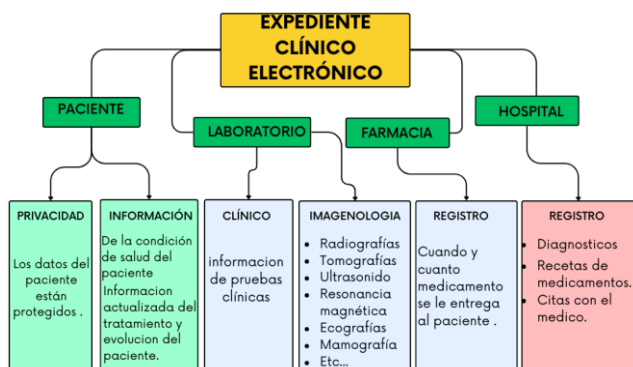 EXPEDIENTE
CLÍNICO
ELECTRÓNICO
PACIENTE
LABORATORIO
FARMACIA
HOSPITAL
PRIVACIDAD
Los datos del
paciente
están
protegidos .
INFORMACIÓN
De la condición
de salud del
paciente
Informacion
actualizada del
tratamiento y
evolucion del
paciente.
CLÍNICO
informacion
de pruebas
clínicas
IMAGENOLOGIA
Radiografías
Tomografías
Ultrasonido
Resonancia
magnética
Ecografías
Mamografía
Etc...
REGISTRO
Cuando y
cuanto
medicamento
se le entrega
al paciente .
REGISTRO
Diagnosticos
Recetas de
medicamentos.
Citas con el
medico.